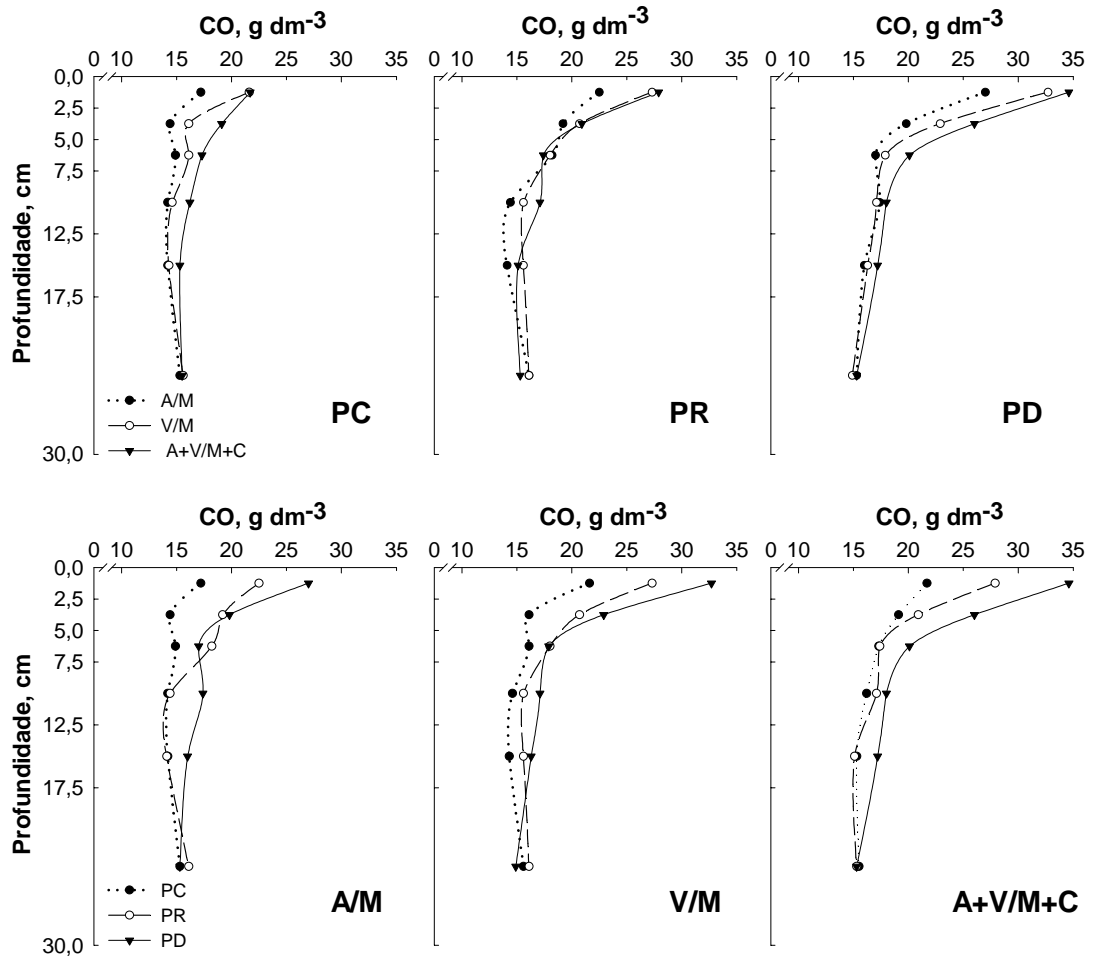 CO, g dm-3 CO, g dm-3 CO, g dm-3
0 10 15 20 25 30 35 0 10 15 20 25 30 35 0 10 15 20 25 30 35
0,0
2,5
5,0
7,5
12,5
17,5
30,0
Profundidade, cm
A/M
V/M
A+V/M+C
PC PR PD
CO, g dm-3 CO, g dm-3 CO, g dm-3
0 10 15 20 25 30 35 0 10 15 20 25 30 35 0 10 15 20 25 30 35
0,0
2,5
5,0
7,5
12,5
17,5
30,0
Profundidade, cm
PC
PR
PD
A/M V/M A+V/M+C